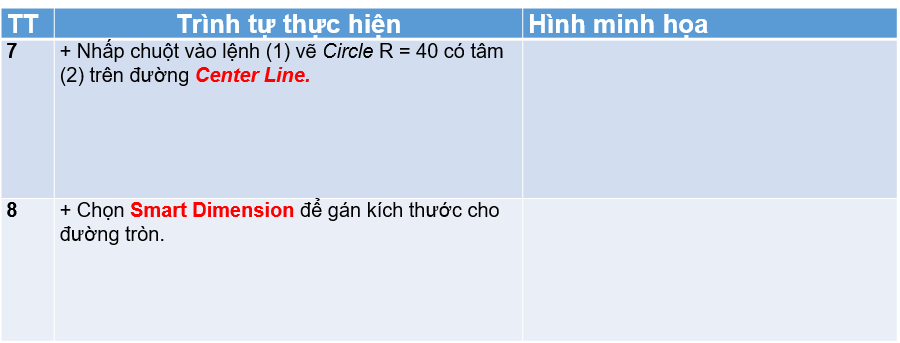 TT Trình tự thực hiện Hình minh họa
7 + Nhấp chuột vào lệnh (1) vẽ Circle R = 40 có tâm
(2) trên đường Center Line.
8 + Chọn Smart Dimension để gán kích thước cho
đường tròn.